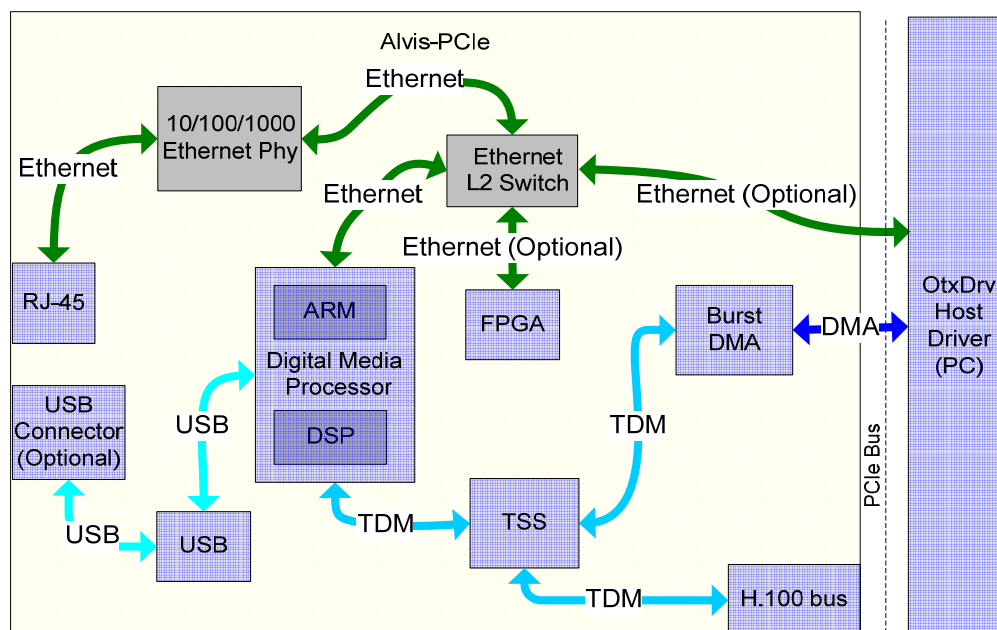 Alvis-PCIe
Ethernet
10/100/1000
Ethernet Phy
Ethernet
L2 Switch
Ethernet
Ethernet
Ethernet (Optional)
Ethernet (Optional)
RJ-45
ARM
Digital Media
Processor
DSP
FPGA
Burst
DMA
DMA
OtxDrv
Host
Driver
(PC)
USB
Connector
(Optional)
USB
TDM
PCIe Bus
USB
USB
TDM
TSS
TDM
H.100 bus